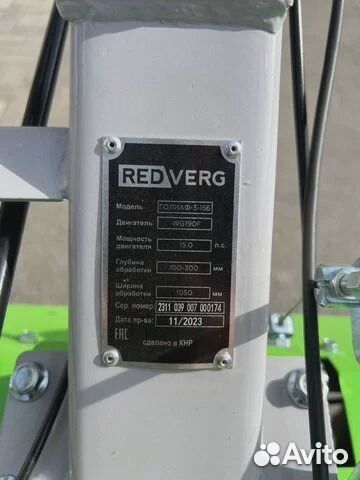 REDVERG
Модель ГОЛИАФ-3-15Б
Двигатель WG190F
Мощность двигателя 15,0 л.с.
Глубина обработки 100-300 мм
Ширина обработки 1050 мм
Сер. номер: 2311 039 007 000174
Дата пр-ва: 11/2023
EAC сделано в КНР
Avito